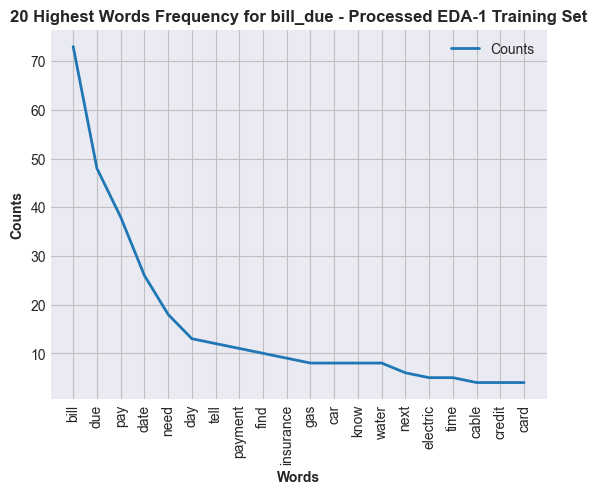 20 Highest Words Frequency for bill_due - Processed EDA-1 Training Set
Counts
70
60
50
40
30
20
10
Counts
bill
due
pay
date
need
day
tell
payment
find
insurance
gas
car
know
water
next
electric
time
cable
credit
card
Words